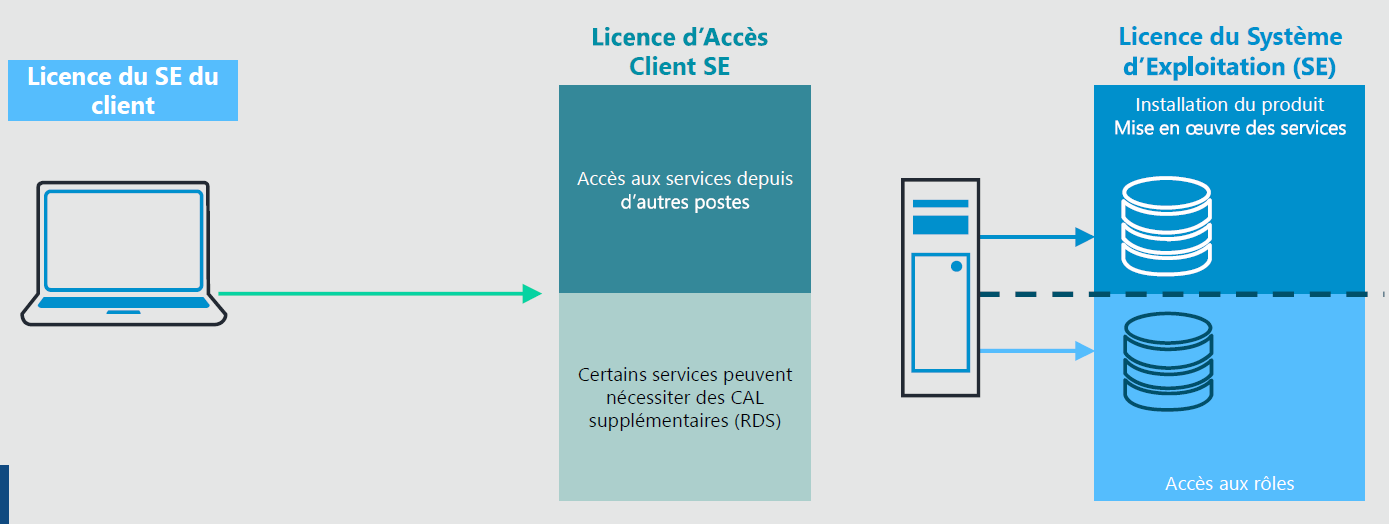 Licence du SE du
client
Licence d'Accès
Client SE
Accès aux services depuis
d'autres postes
Certains services peuvent
nécessiter des CAL
supplémentaires (RDS)
Licence du Système
d'Exploitation (SE)
Installation du produit
Mise en œuvre des services
Accès aux rôles